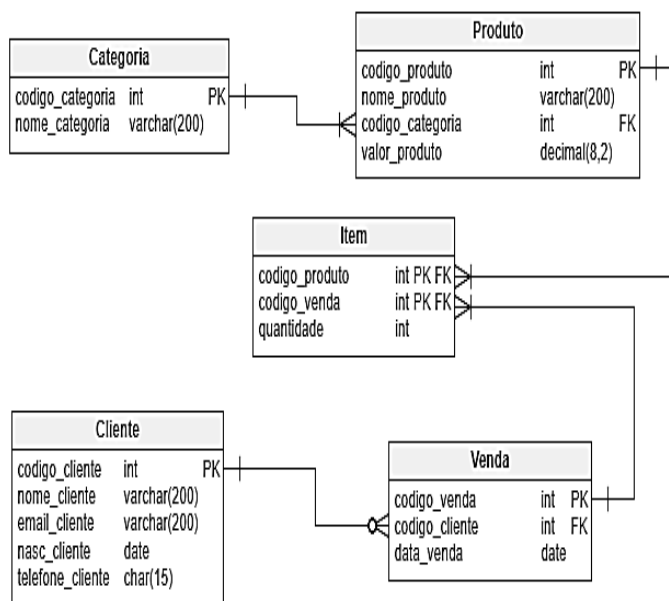 Categoria
codigo_categoria int PK
nome_categoria varchar(200)
Produto
codigo_produto int PK
nome_produto varchar(200)
codigo_categoria int FK
valor_produto decimal(8,2)
Item
codigo_produto int PK FK
codigo_venda int PK FK
quantidade int
Cliente
codigo_cliente int PK
nome_cliente varchar(200)
email_cliente varchar(200)
nasc_cliente date
telefone_cliente char(15)
Venda
codigo_venda int PK
codigo_cliente int FK
data_venda date